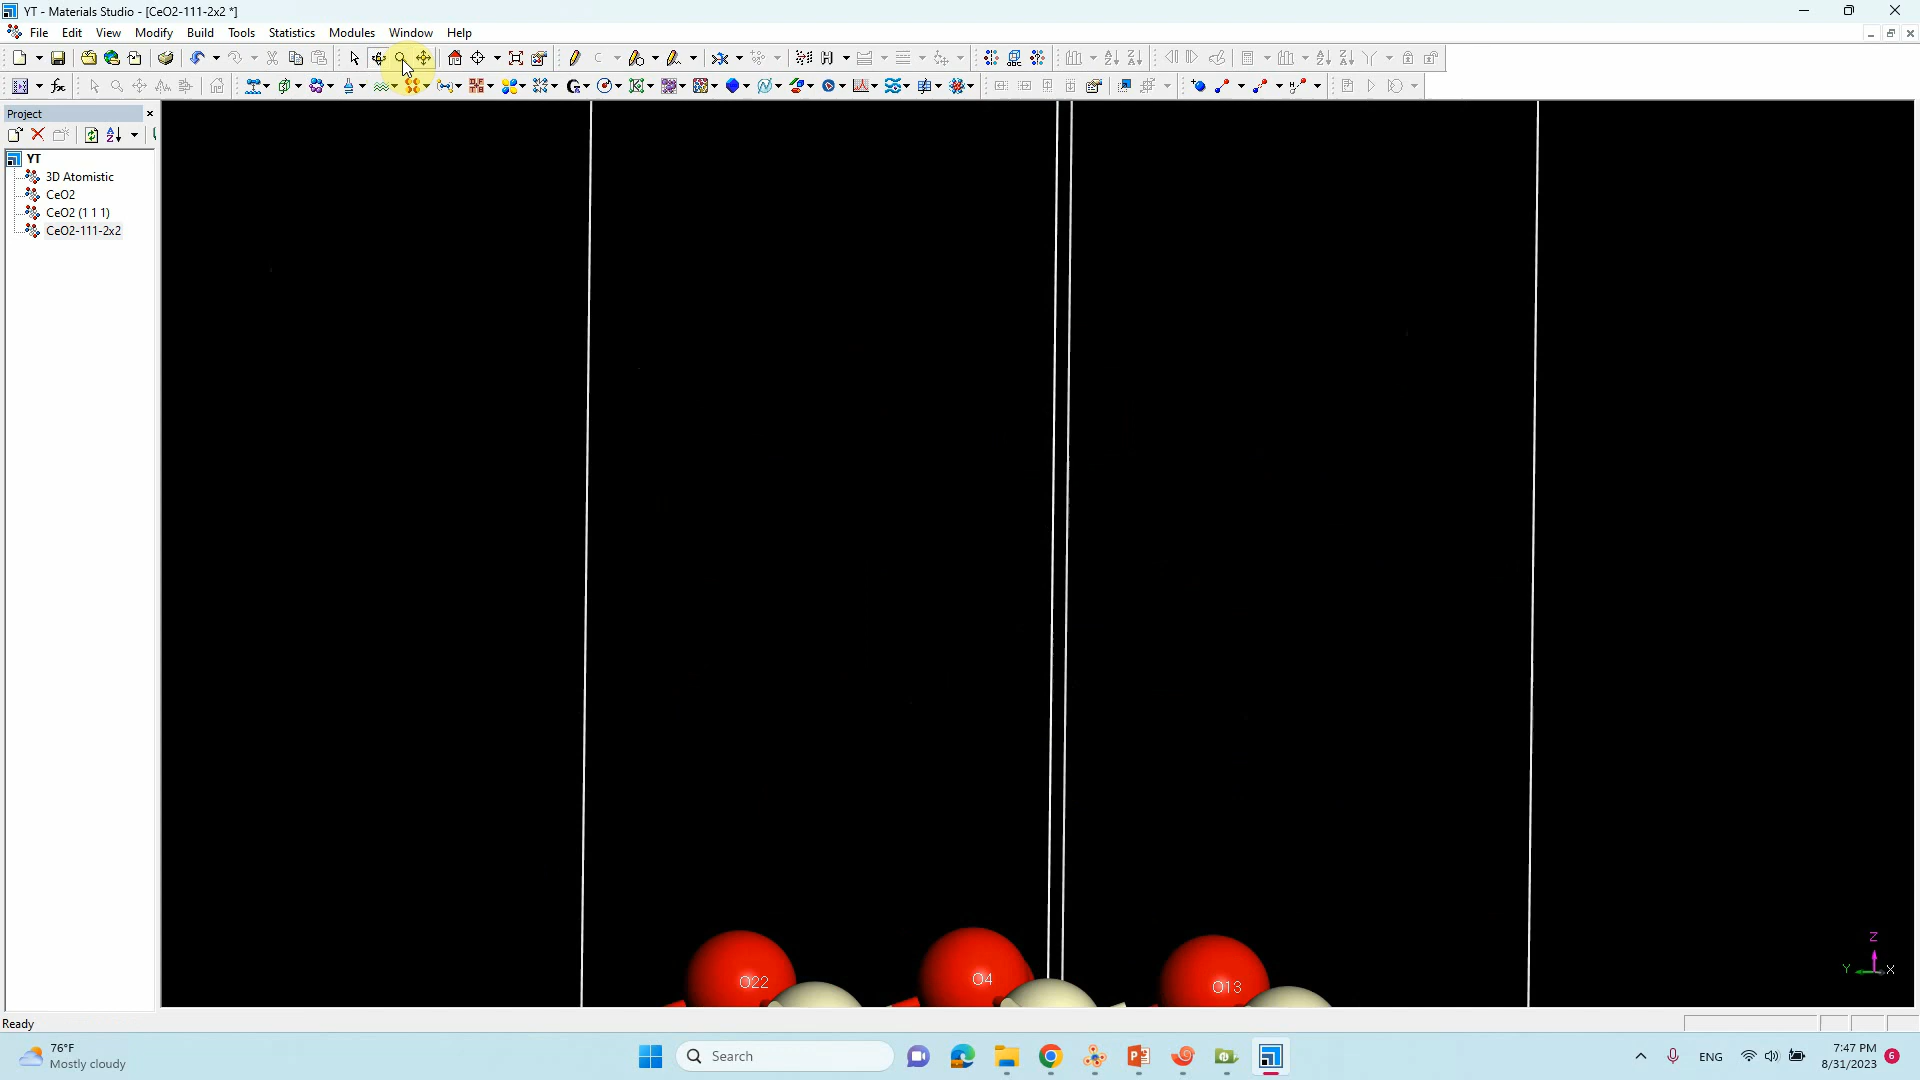 YT - Materials Studio - [CeO2-111-2x2 *]
File Edit View Modify Build Tools Statistics Modules Window Help
Project
YT
3D Atomistic
CeO2
CeO2 (1 1 1)
CeO2-111-2x2
O22
O4
O13
Z
Y
X
Ready
76°F
Mostly cloudy
Search
ENG
7:47 PM
8/31/2023
6